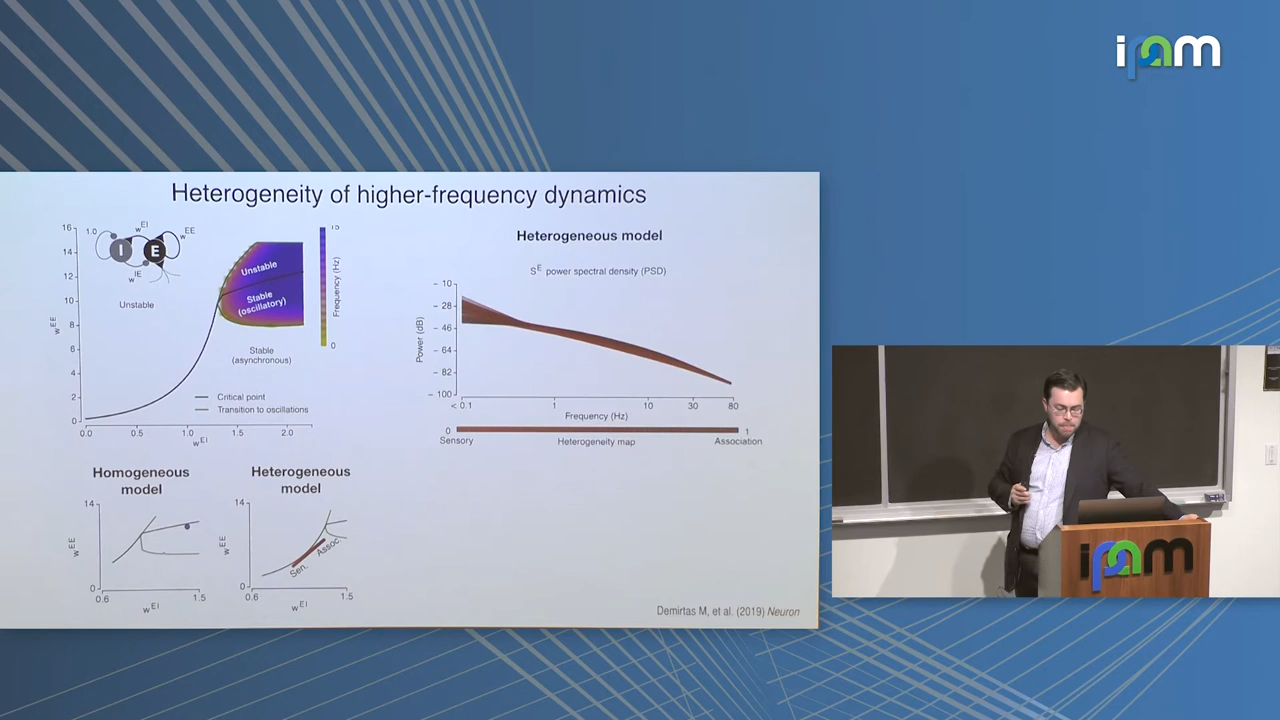 ipam
Heterogeneity of higher-frequency dynamics
16
14
12
10
8
6
4
2
0
w EE
1.0
w EI
w EE
I
E
w IE
Unstable
Unstable
Stable
(oscillatory)
Stable
(asynchronous)
Critical point
Transition to oscillations
0.0
0.5
1.0
1.5
2.0
w EI
15
0
Frequency (Hz)
Heterogeneous model
S E power spectral density (PSD)
Power (dB)
− 10
− 28
− 46
− 64
− 82
− 100
< 0.1
1
10
30
80
Frequency (Hz)
0
1
Sensory
Heterogeneity map
Association
Homogeneous
model
14
w EE
0
0.6
1.5
w EI
Heterogeneous
model
14
w EE
0
Sen.
Assoc.
0.6
1.5
w EI
Demirtas M, et al. (2019) Neuron
ipam